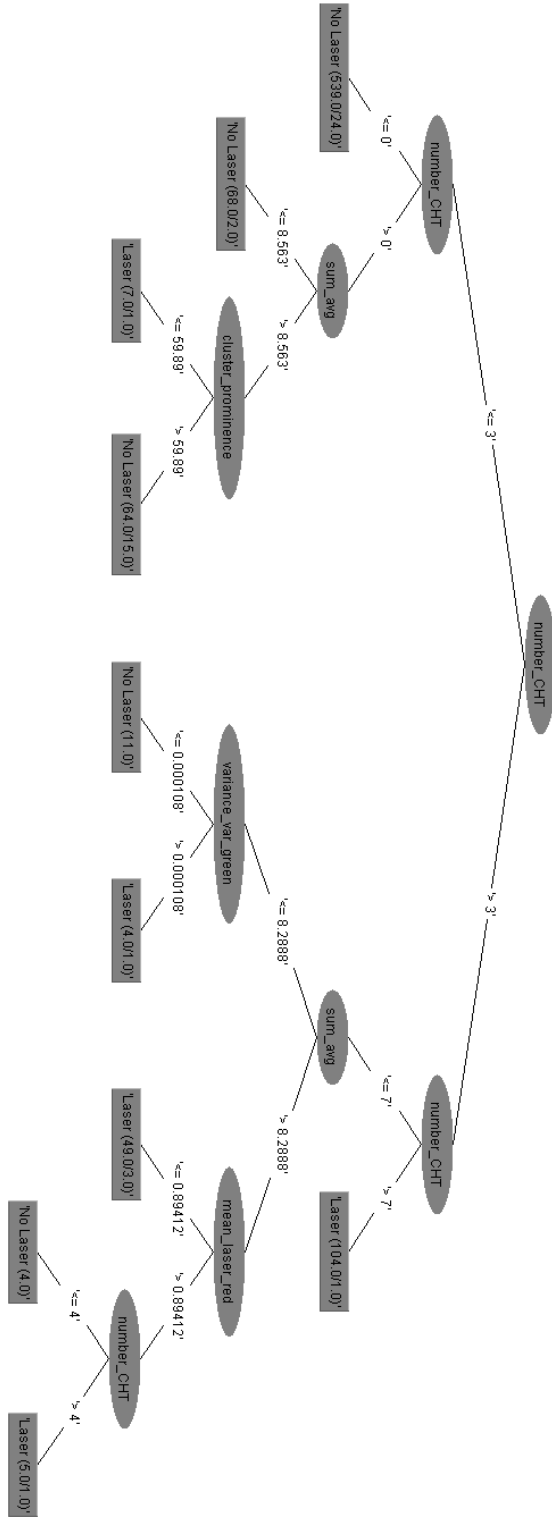 number_CHT
'<= 3'
'> 3'
number_CHT
number_CHT
'<= 0'
'> 0'
'<= 7'
'> 7'
'No Laser (539.0/24.0)'
sum_avg
sum_avg
'Laser (104.0/1.0)'
'<= 8.563'
'> 8.563'
'<= 8.2888'
'> 8.2888'
'No Laser (68.0/2.0)'
cluster_prominence
variance_var_green
mean_laser_red
'<= 59.89'
'> 59.89'
'<= 0.000108'
'> 0.000108'
'<= 0.89412'
'> 0.89412'
'Laser (7.0/1.0)'
'No Laser (64.0/15.0)'
'No Laser (11.0)'
'Laser (4.0/1.0)'
'Laser (49.0/3.0)'
number_CHT
'<= 4'
'> 4'
'No Laser (4.0)'
'Laser (5.0/1.0)'